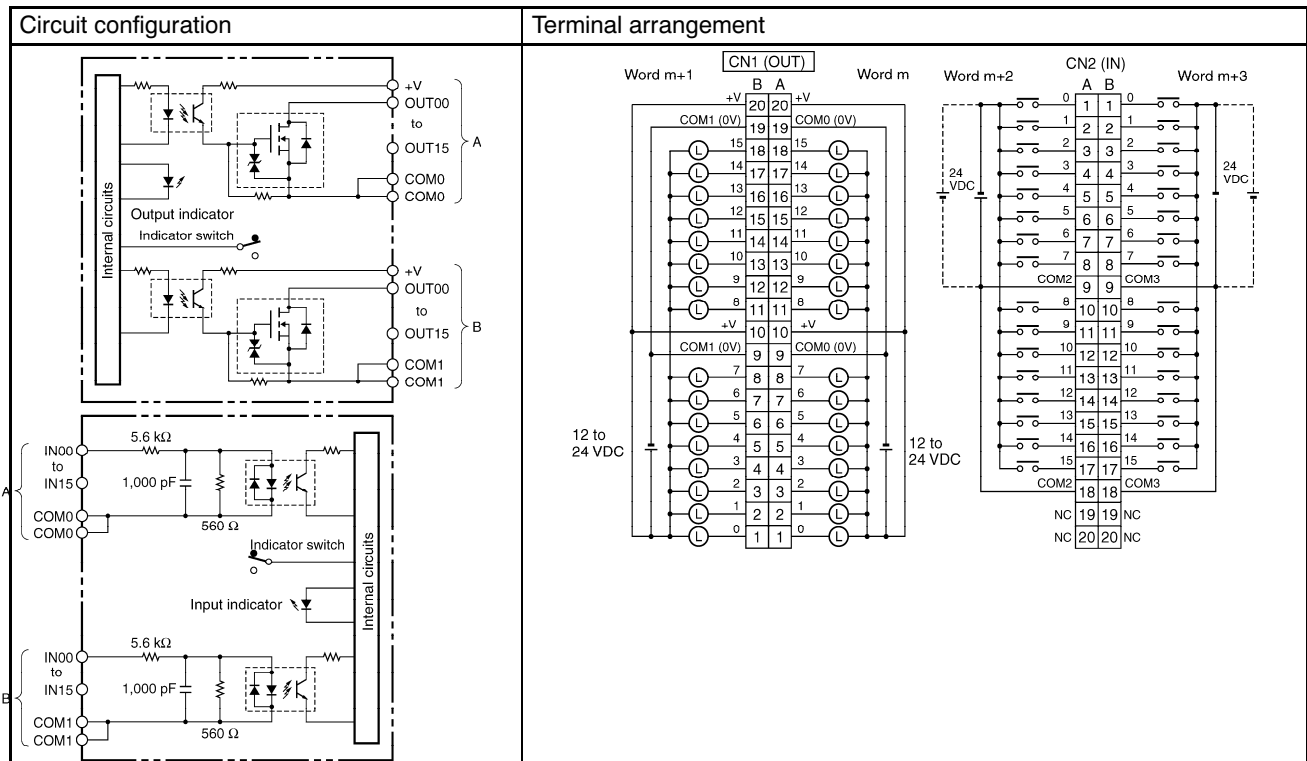 Circuit configuration
Terminal arrangement
Internal circuits
+V
OUT00
to
OUT15
COM0
COM0
A
Output indicator
Indicator switch
+V
OUT00
to
OUT15
COM1
COM1
B
A
IN00
to
IN15
COM0
COM0
5.6 kΩ
1,000 pF
560 Ω
Indicator switch
Input indicator
Internal circuits
B
IN00
to
IN15
COM1
COM1
5.6 kΩ
1,000 pF
560 Ω
CN1 (OUT)
Word m+1
Word m
B A
+V 20 20 +V
COM1 (0V) 19 19 COM0 (0V)
L 15 18 18 15 L
L 14 17 17 14 L
L 13 16 16 13 L
L 12 15 15 12 L
L 11 14 14 11 L
L 10 13 13 10 L
L 9 12 12 9 L
L 8 11 11 8 L
+V 10 10 +V
COM1 (0V) 9 9 COM0 (0V)
L 7 8 8 7 L
L 6 7 7 6 L
L 5 6 6 5 L
L 4 5 5 4 L
L 3 4 4 3 L
L 2 3 3 2 L
L 1 2 2 1 L
L 0 1 1 0 L
12 to
24 VDC
12 to
24 VDC
CN2 (IN)
Word m+2
Word m+3
A B
0 1 1 0
1 2 2 1
2 3 3 2
3 4 4 3
4 5 5 4
5 6 6 5
6 7 7 6
7 8 8 7
COM2 9 9 COM3
8 10 10 8
9 11 11 9
10 12 12 10
11 13 13 11
12 14 14 12
13 15 15 13
14 16 16 14
15 17 17 15
COM2 18 18 COM3
NC 19 19 NC
NC 20 20 NC
24
VDC
24
VDC